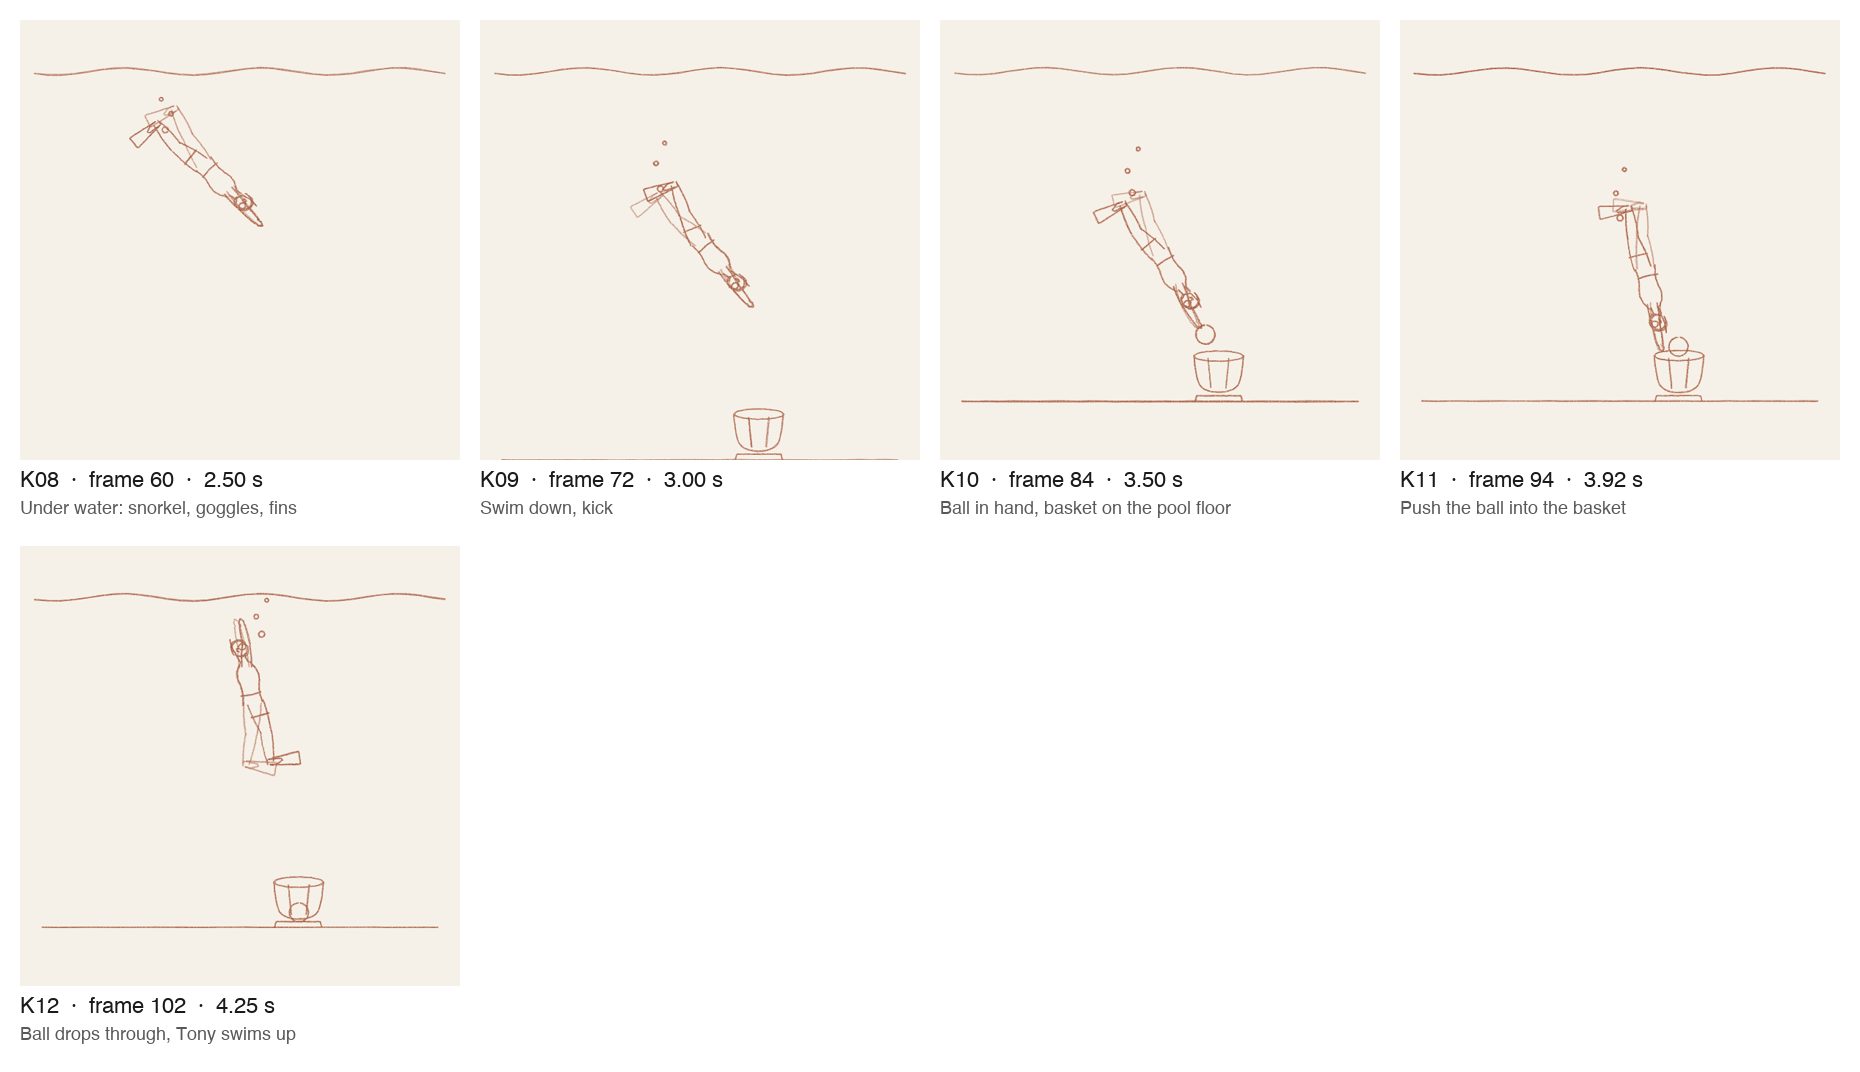 K08 · frame 60 · 2.50 s
Under water: snorkel, goggles, fins
K09 · frame 72 · 3.00 s
Swim down, kick
K10 · frame 84 · 3.50 s
Ball in hand, basket on the pool floor
K11 · frame 94 · 3.92 s
Push the ball into the basket
K12 · frame 102 · 4.25 s
Ball drops through, Tony swims up